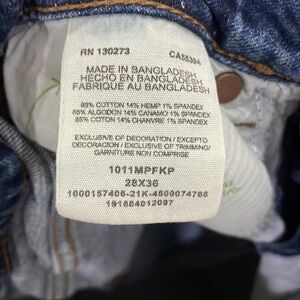 RN 130273 CA55304
MADE IN BANGLADESH
HECHO EN BANGLADESH
FABRIQUE AU BANGLADESH
85% COTTON 14% HEMP 1% SPANDEX
85% ALGODON 14% CANAMO 1% SPANDEX
85% COTON 14% CHANVRE 1% SPANDEX
EXCLUSIVE OF DECORATION / EXCEPTO
DECORACION / EXCLUSIVE OF TRIMMING/
GARNITURE NON COMPRISE
1011MPFKP
28X36
1000157406-21K-4500074766
191684012097